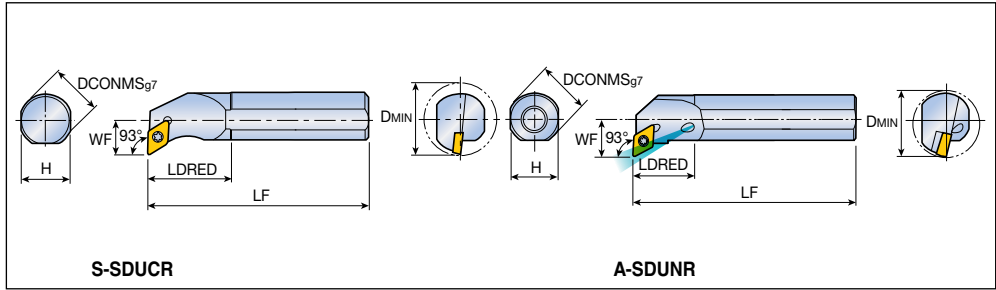 DCONMSg7
WF
93°
H
LDRED
LF
DMIN
S-SDUCR
DCONMSg7
WF
93°
H
LDRED
LF
DMIN
A-SDUNR